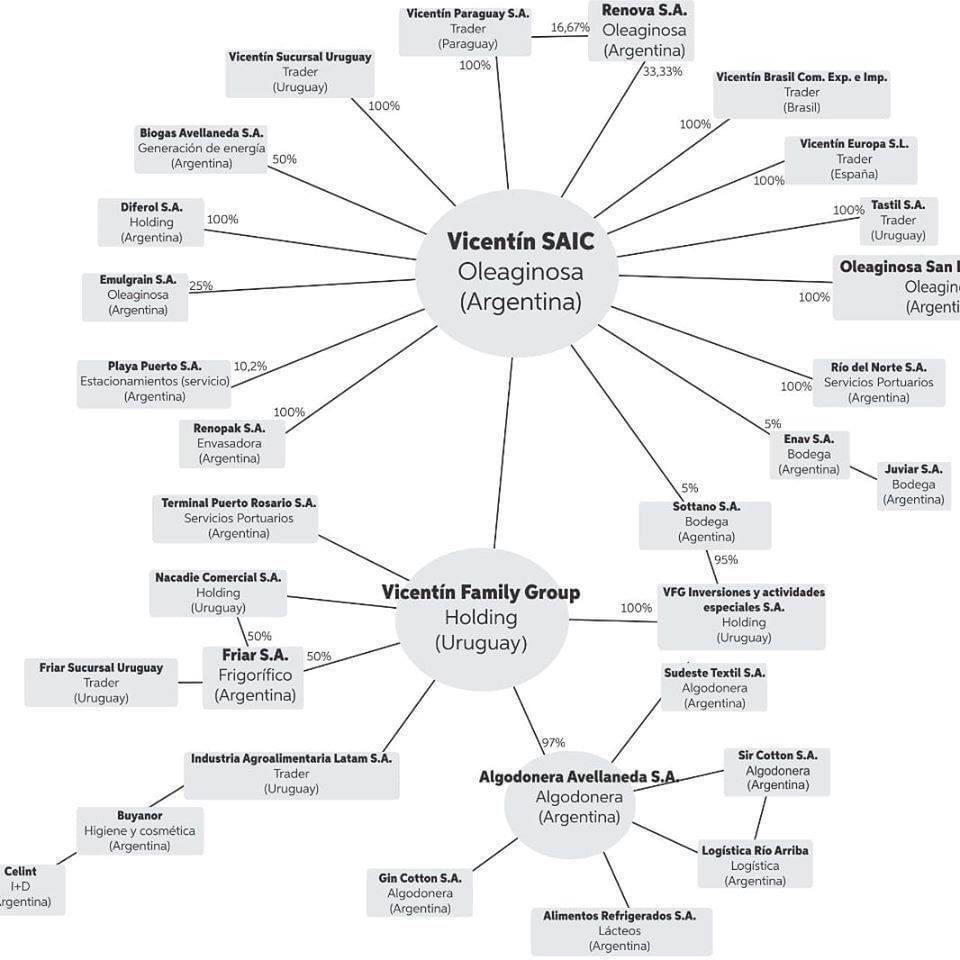 Vicentín Paraguay S.A.
Trader
(Paraguay)
16,67%
Renova S.A.
Oleaginosa
(Argentina)
100%
33,33%
Vicentín Sucursal Uruguay
Trader
(Uruguay)
100%
Vicentín Brasil Com. Exp. e Imp.
Trader
(Brasil)
100%
Biogas Avellaneda S.A.
Generación de energía
(Argentina)
50%
Vicentín Europa S.L.
Trader
(España)
100%
Diferol S.A.
Holding
(Argentina)
100%
Tastil S.A.
Trader
(Uruguay)
100%
Vicentín SAIC
Oleaginosa
(Argentina)
Emulgrain S.A.
Oleaginosa
(Argentina)
25%
Oleaginosa San
100%
Playa Puerto S.A.
Estacionamientos (servicio)
(Argentina)
10,2%
Río del Norte S.A.
Servicios Portuarios
(Argentina)
100%
Renopak S.A.
Envasadora
(Argentina)
100%
5%
Enav S.A.
Bodega
(Argentina)
Juviar S.A.
Bodega
(Argentina)
5%
Sottano S.A.
Bodega
(Agentina)
95%
Terminal Puerto Rosario S.A.
Servicios Portuarios
(Argentina)
Nacadie Comercial S.A.
Holding
(Uruguay)
50%
Vicentín Family Group
Holding
(Uruguay)
100%
VFG Inversiones y actividades
especiales S.A.
Holding
(Uruguay)
Friar Sucursal Uruguay
Trader
(Uruguay)
Friar S.A.
Frigorífico
(Argentina)
50%
Sudeste Textil S.A.
Algodonera
(Argentina)
97%
Industria Agroalimentaria Latam S.A.
Trader
(Uruguay)
Algodonera Avellaneda S.A.
Algodonera
(Argentina)
Sir Cotton S.A.
Algodonera
(Argentina)
Buyanor
Higiene y cosmética
(Argentina)
Logística Río Arriba
Logística
(Argentina)
Celint
I+D
rgentina)
Gin Cotton S.A.
Algodonera
(Argentina)
Alimentos Refrigerados S.A.
Lácteos
(Argentina)